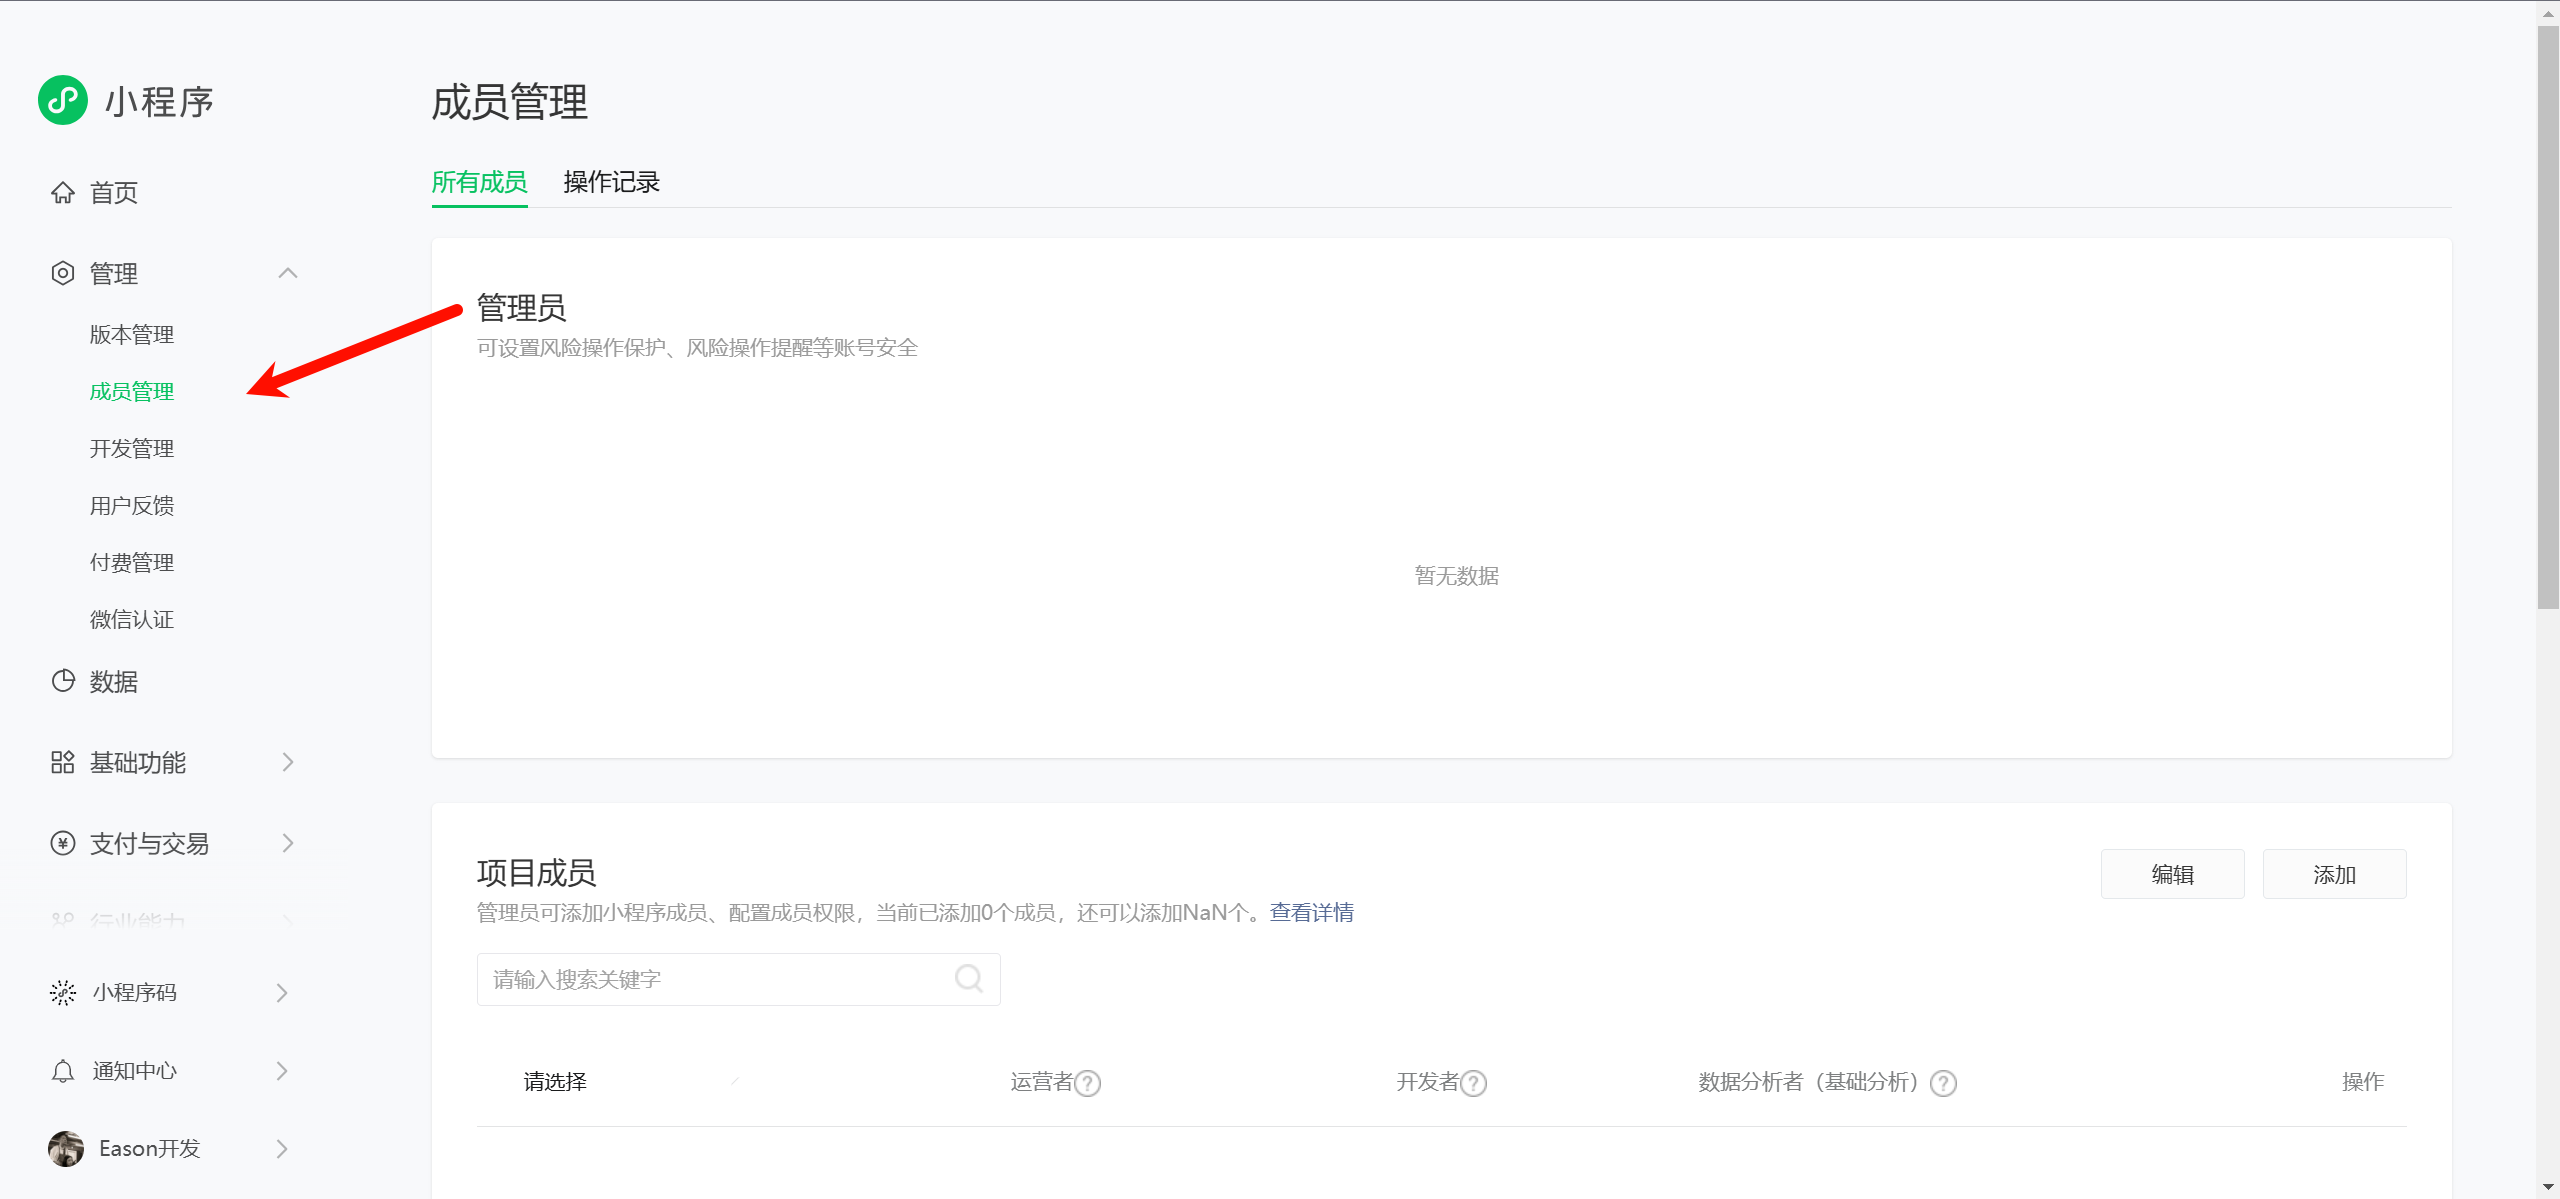 小程序
首页
管理
版本管理
成员管理
开发管理
用户反馈
付费管理
微信认证
数据
基础功能
支付与交易
行业能力
小程序码
通知中心
Eason开发
成员管理
所有成员 操作记录
管理员
可设置风险操作保护、风险操作提醒等账号安全
暂无数据
项目成员
编辑 添加
管理员可添加小程序成员、配置成员权限，当前已添加0个成员，还可以添加NaN个。查看详情
请输入搜索关键字
请选择 运营者? 开发者? 数据分析者（基础分析）? 操作